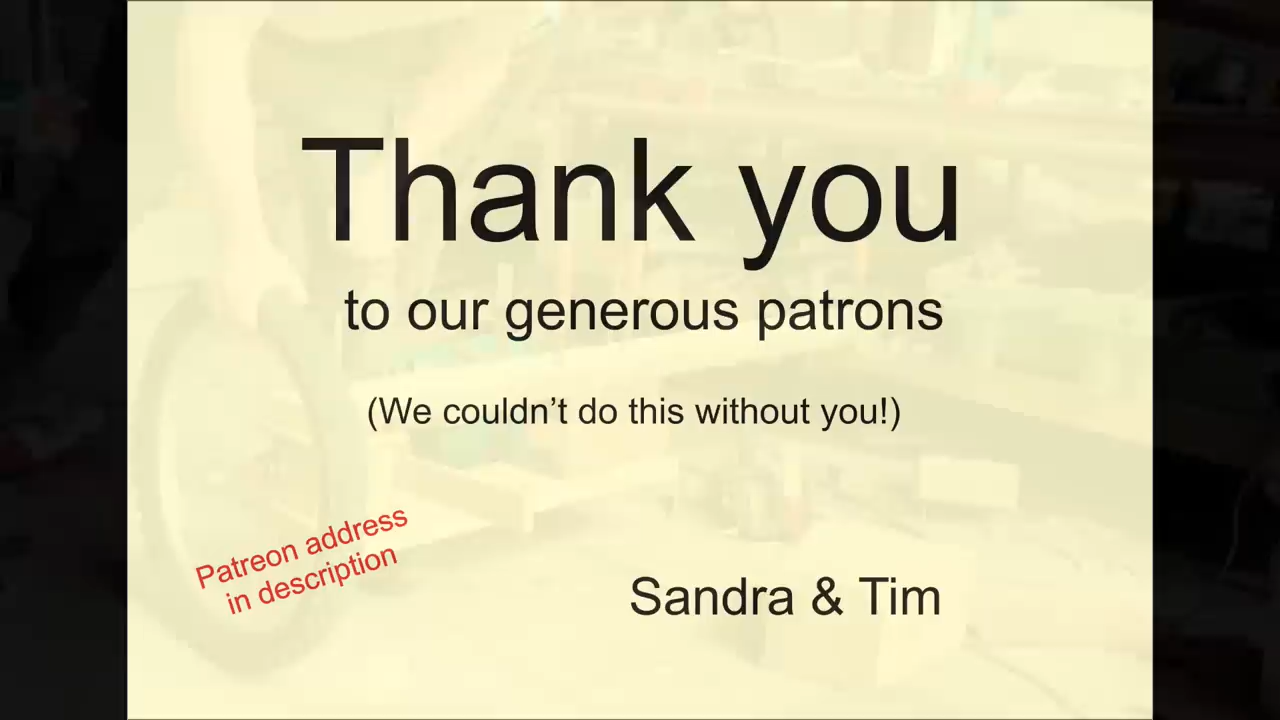 Thank you
to our generous patrons
(We couldn’t do this without you!)
Patreon address
in description
Sandra & Tim